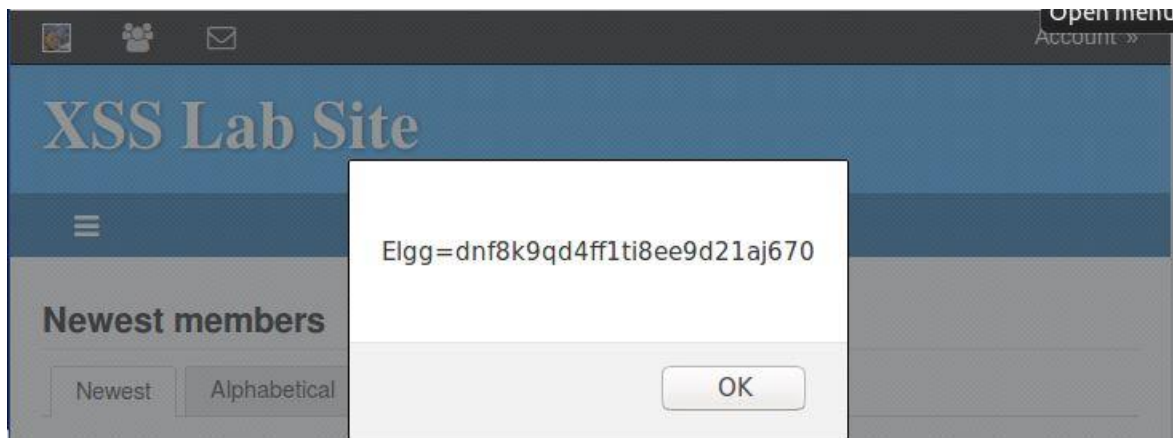 Open menu
Account »
XSS Lab Site
Elgg=dnf8k9qd4ff1ti8ee9d21aj670
Newest members
Newest Alphabetical
OK